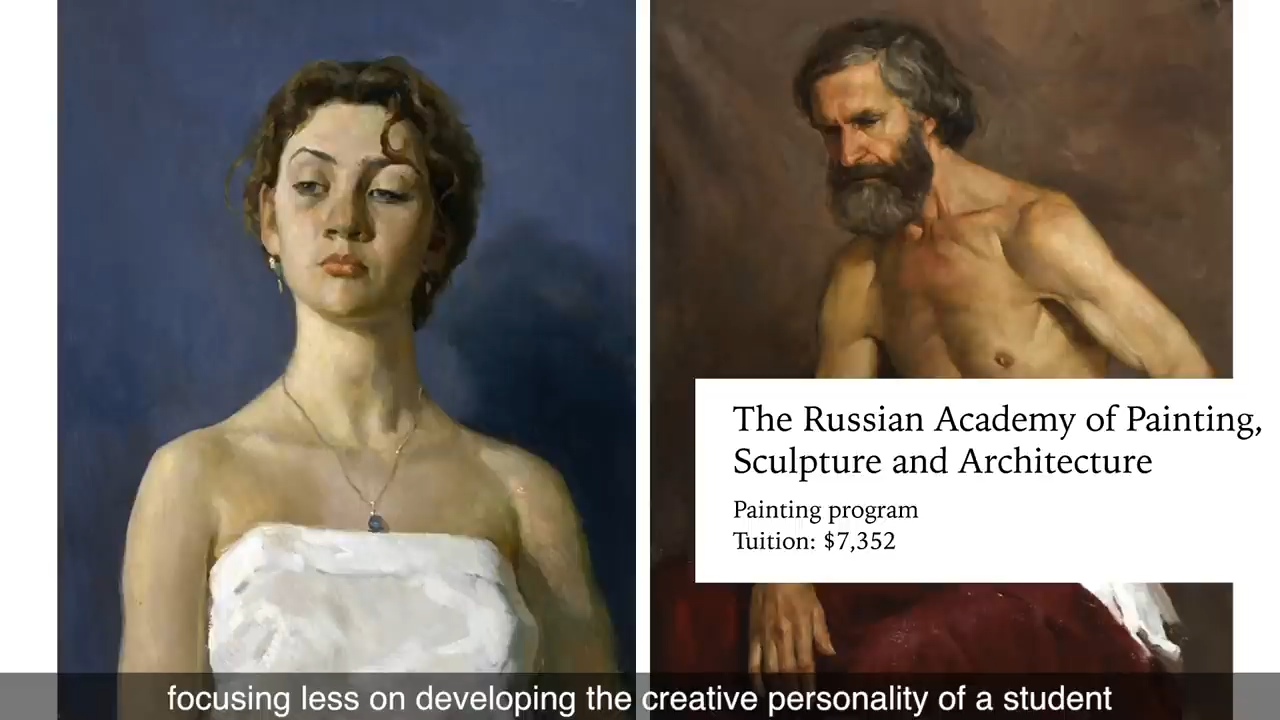 The Russian Academy of Painting,
Sculpture and Architecture
Painting program
Tuition: $7,352
focusing less on developing the creative personality of a student